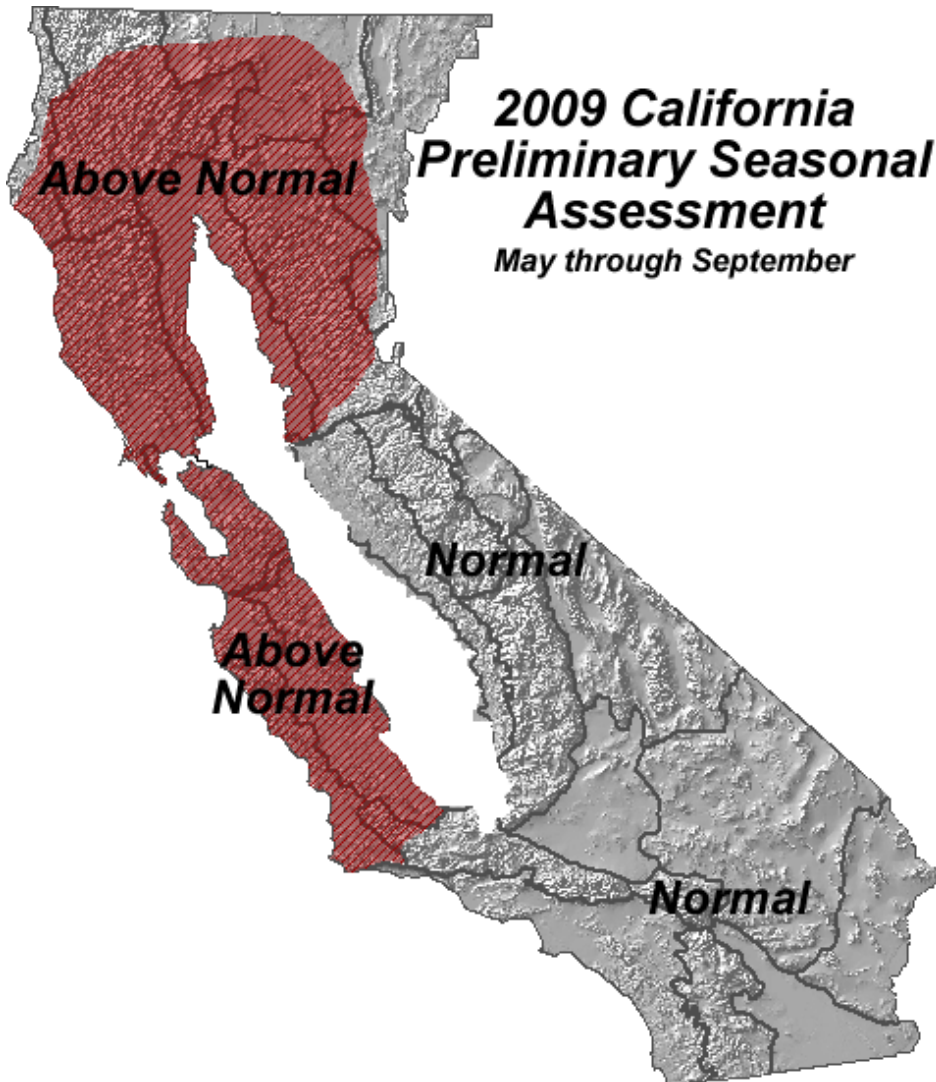 2009 California
Preliminary Seasonal
Assessment
May through September
Above Normal
Normal
Above
Normal
Normal